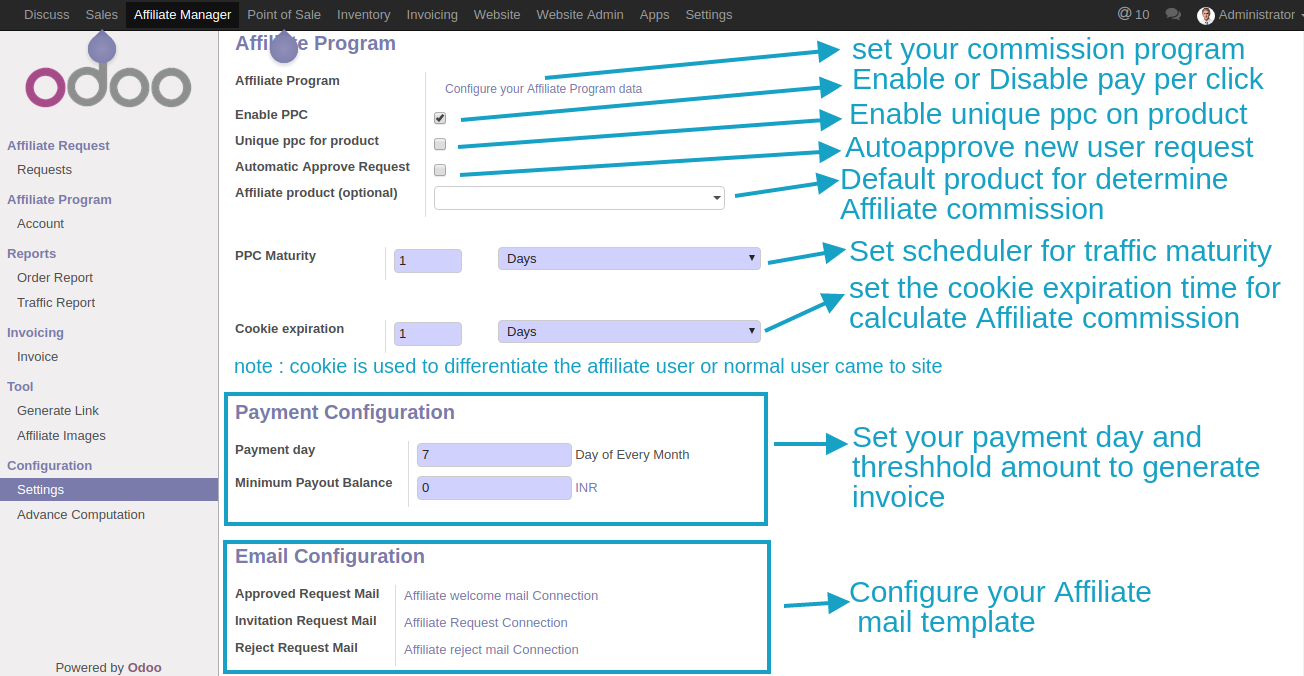 Discuss Sales Affiliate Manager Point of Sale Inventory Invoicing Website Website Admin Apps Settings @ 10 Administrator
odoo
Affiliate Request
Requests
Affiliate Program
Account
Reports
Order Report
Traffic Report
Invoicing
Invoice
Tool
Generate Link
Affiliate Images
Configuration
Settings
Advance Computation
Powered by Odoo
Affiliate Program
Affiliate Program Configure your Affiliate Program data
Enable PPC
Unique ppc for product
Automatic Approve Request
Affiliate product (optional)
PPC Maturity 1 Days
Cookie expiration 1 Days
note : cookie is used to differentiate the affiliate user or normal user came to site
Payment Configuration
Payment day 7 Day of Every Month
Minimum Payout Balance 0 INR
Email Configuration
Approved Request Mail Affiliate welcome mail Connection
Invitation Request Mail Affiliate Request Connection
Reject Request Mail Affiliate reject mail Connection
set your commission program
Enable or Disable pay per click
Enable unique ppc on product
Autoapprove new user request
Default product for determine
Affiliate commission
Set scheduler for traffic maturity
set the cookie expiration time for
calculate Affiliate commission
Set your payment day and
threshhold amount to generate
invoice
Configure your Affiliate
mail template